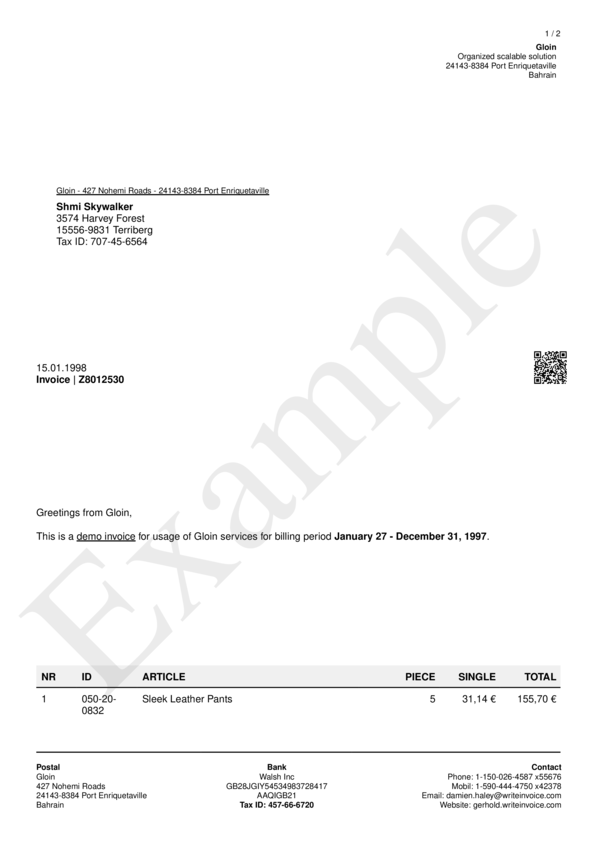 1 / 2
Gloin
Organized scalable solution
24143-8384 Port Enriquetaville
Bahrain
Gloin - 427 Nohemi Roads - 24143-8384 Port Enriquetaville
Shmi Skywalker
3574 Harvey Forest
15556-9831 Terriberg
Tax ID: 707-45-6564
15.01.1998
Invoice | Z8012530
Example
Greetings from Gloin,
This is a demo invoice for usage of Gloin services for billing period January 27 - December 31, 1997.
NR ID ARTICLE PIECE SINGLE TOTAL
1 050-20- Sleek Leather Pants 5 31,14 € 155,70 €
0832
Postal Bank Contact
Gloin Walsh Inc Phone: 1-150-026-4587 x55676
427 Nohemi Roads GB28JGIY54534983728417 Mobil: 1-590-444-4750 x42378
24143-8384 Port Enriquetaville AAQIGB21 Email: damien.haley@writeinvoice.com
Bahrain Tax ID: 457-66-6720 Website: gerhold.writeinvoice.com